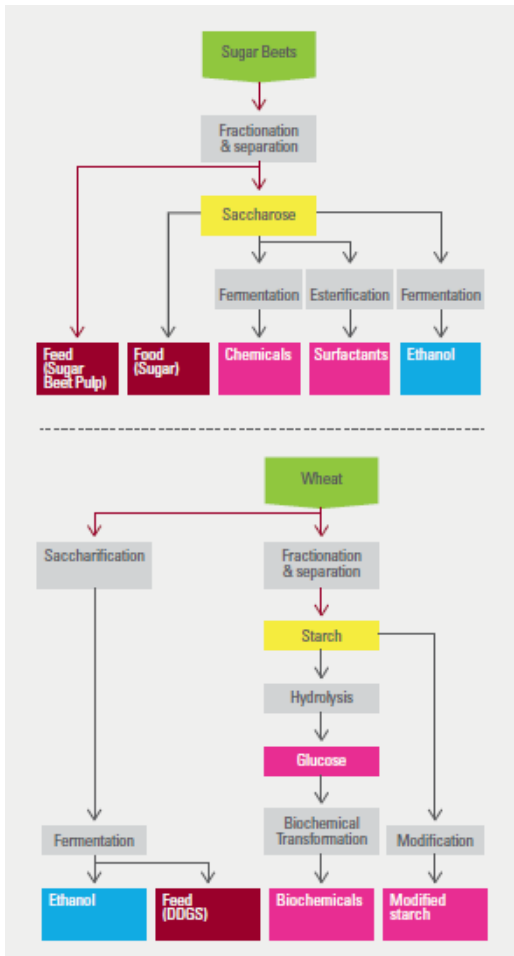 Sugar Beets
Fractionation
& separation
Saccharose
Fermentation
Esterification
Fermentation
Feed
(Sugar
Beet Pulp)
Food
(Sugar)
Chemicals
Surfactants
Ethanol
Wheat
Saccharification
Fractionation
& separation
Starch
Hydrolysis
Glucose
Fermentation
Biochemical
Transformation
Modification
Ethanol
Feed
(DDGS)
Biochemicals
Modified
starch